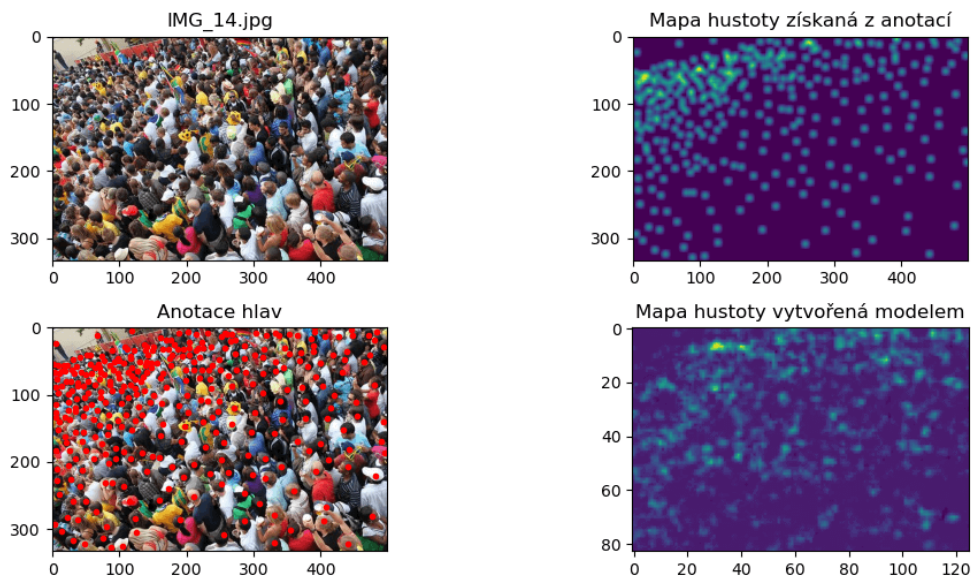 IMG_14.jpg
0
100
200
300
0 100 200 300 400
Mapa hustoty získaná z anotací
0
100
200
300
0 100 200 300 400
Anotace hlav
0
100
200
300
0 100 200 300 400
Mapa hustoty vytvořená modelem
0
20
40
60
80
0 20 40 60 80 100 120